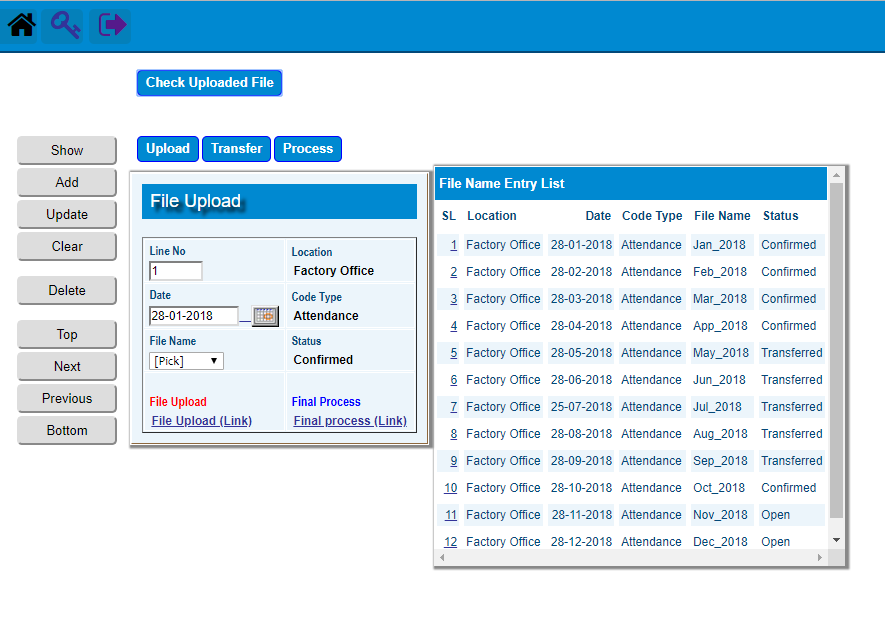 Check Uploaded File
Show
Add
Update
Clear
Delete
Top
Next
Previous
Bottom
Upload Transfer Process
File Upload
Line No Location
1 Factory Office
Date Code Type
28-01-2018 Attendance
File Name Status
[Pick] Confirmed
File Upload Final Process
File Upload (Link) Final process (Link)
File Name Entry List
SL Location Date Code Type File Name Status
1 Factory Office 28-01-2018 Attendance Jan_2018 Confirmed
2 Factory Office 28-02-2018 Attendance Feb_2018 Confirmed
3 Factory Office 28-03-2018 Attendance Mar_2018 Confirmed
4 Factory Office 28-04-2018 Attendance App_2018 Confirmed
5 Factory Office 28-05-2018 Attendance May_2018 Transferred
6 Factory Office 28-06-2018 Attendance Jun_2018 Transferred
7 Factory Office 25-07-2018 Attendance Jul_2018 Transferred
8 Factory Office 28-08-2018 Attendance Aug_2018 Transferred
9 Factory Office 28-09-2018 Attendance Sep_2018 Transferred
10 Factory Office 28-10-2018 Attendance Oct_2018 Confirmed
11 Factory Office 28-11-2018 Attendance Nov_2018 Open
12 Factory Office 28-12-2018 Attendance Dec_2018 Open